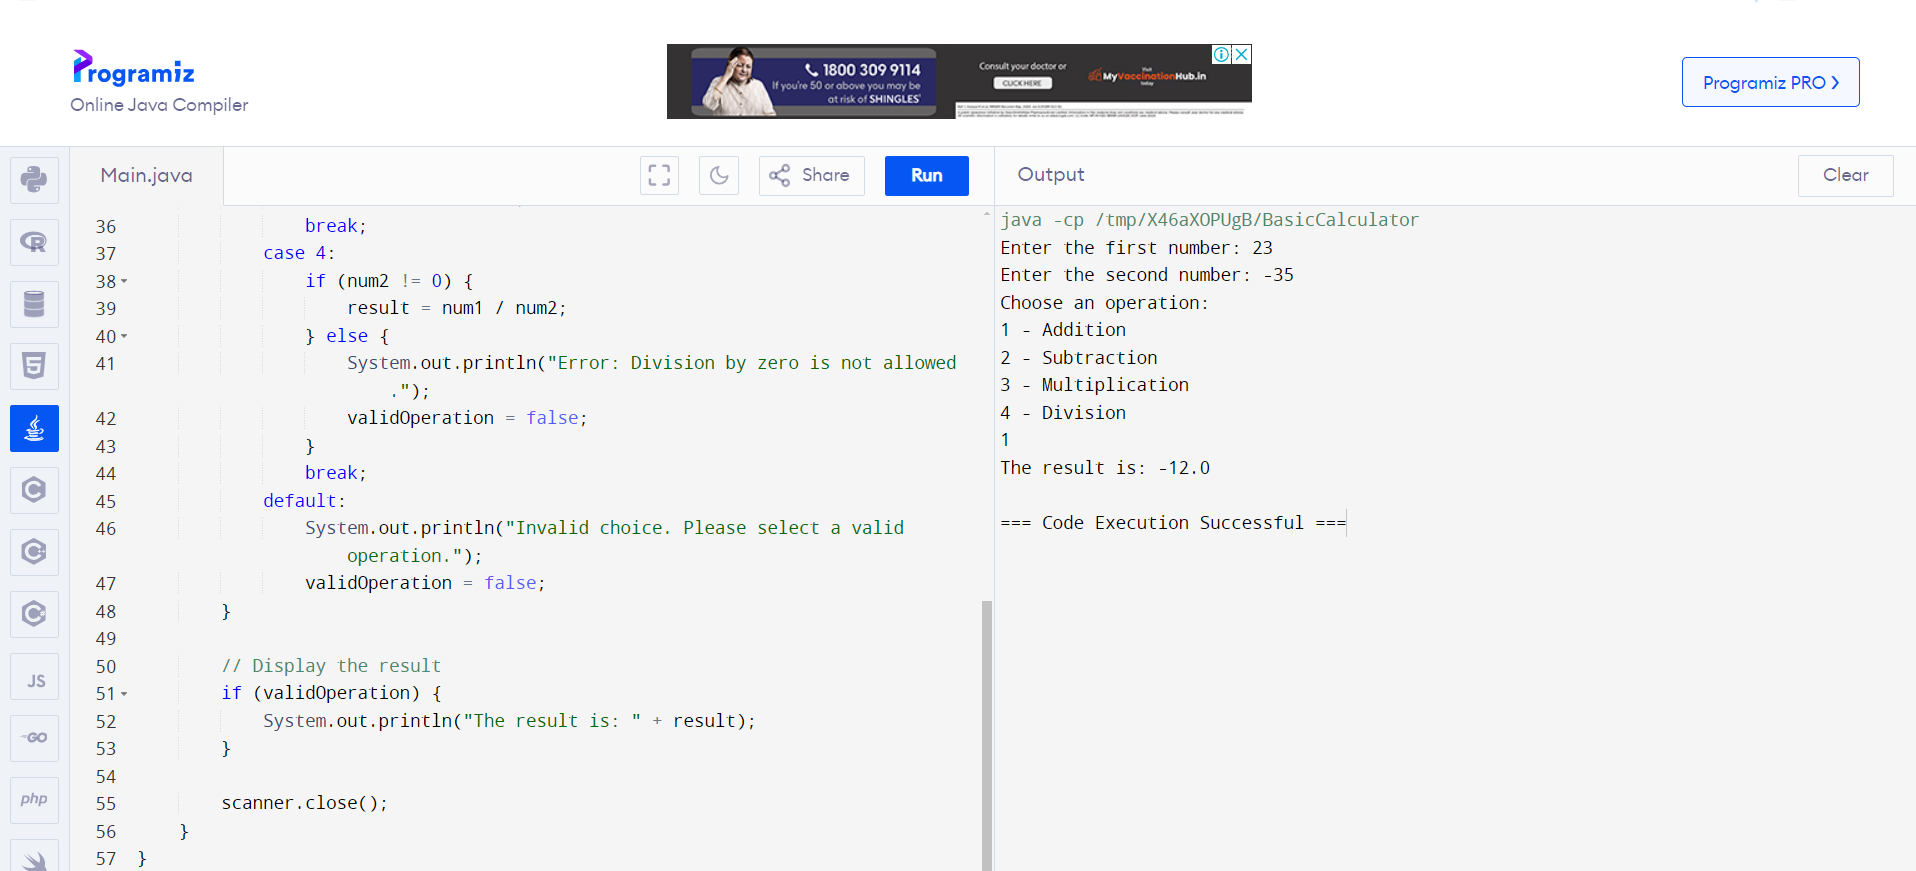 Programiz
Online Java Compiler
1800 309 9114
If you're 50 or above you may be
at risk of SHINGLES*
Consult your doctor or
CLICK HERE
Visit
MyVaccinationHub.in
today
Programiz PRO
Main.java
Share
Run
Output
Clear
36 break;
37 case 4:
38 if (num2 != 0) {
39 result = num1 / num2;
40 } else {
41 System.out.println("Error: Division by zero is not allowed
.");
42 validOperation = false;
43 }
44 break;
45 default:
46 System.out.println("Invalid choice. Please select a valid
operation.");
47 validOperation = false;
48 }
49
50 // Display the result
51 if (validOperation) {
52 System.out.println("The result is: " + result);
53 }
54
55 scanner.close();
56 }
57 }
java -cp /tmp/X46aXOPUgB/BasicCalculator
Enter the first number: 23
Enter the second number: -35
Choose an operation:
1 - Addition
2 - Subtraction
3 - Multiplication
4 - Division
1
The result is: -12.0
=== Code Execution Successful ===
R
5
C
C
C
JS
GO
php